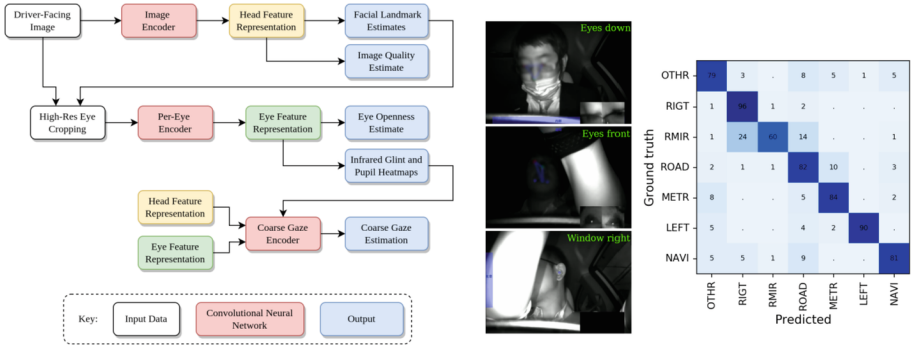 Driver-Facing
Image
Image
Encoder
Head Feature
Representation
Facial Landmark
Estimates
Image Quality
Estimate
High-Res Eye
Cropping
Per-Eye
Encoder
Eye Feature
Representation
Eye Openness
Estimate
Infrared Glint and
Pupil Heatmaps
Head Feature
Representation
Eye Feature
Representation
Coarse Gaze
Encoder
Coarse Gaze
Estimation
Key:
Input Data
Convolutional Neural
Network
Output
Eyes down
Eyes front
Window right
Ground truth
OTHR 79 3 . 8 5 1 5
RIGT 1 96 1 2 . . .
RMIR 1 24 60 14 . . 1
ROAD 2 1 1 82 10 . 3
METR 8 . . 5 84 . 2
LEFT 5 . . 4 2 90 .
NAVI 5 5 1 9 . . 81
OTHR RIGT RMIR ROAD METR LEFT NAVI
Predicted